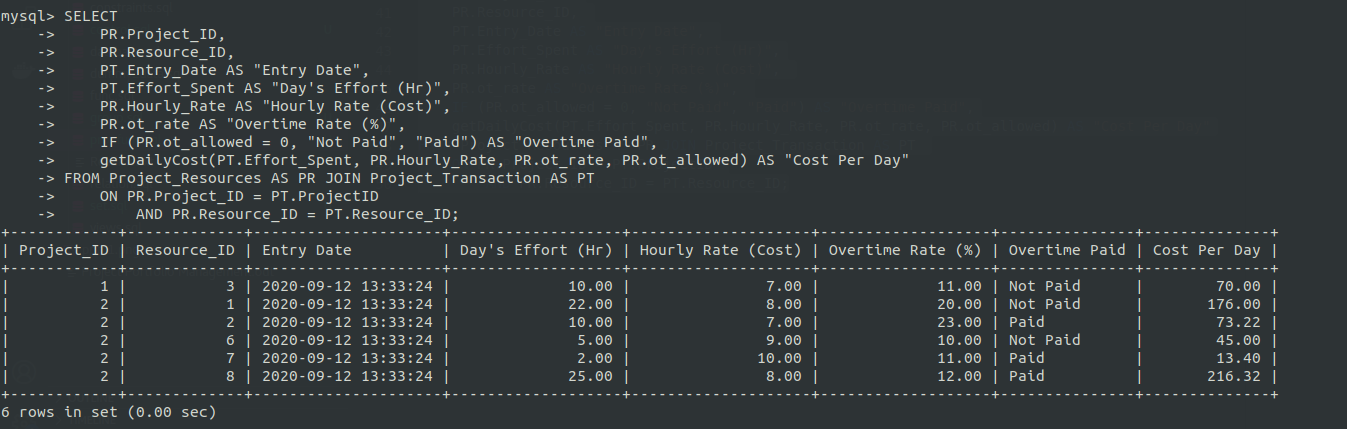 mysql> SELECT
    ->     PR.Project_ID,
    ->     PR.Resource_ID,
    ->     PT.Entry_Date AS "Entry Date",
    ->     PT.Effort_Spent AS "Day's Effort (Hr)",
    ->     PR.Hourly_Rate AS "Hourly Rate (Cost)",
    ->     PR.ot_rate AS "Overtime Rate (%)",
    ->     IF (PR.ot_allowed = 0, "Not Paid", "Paid") AS "Overtime Paid",
    ->     getDailyCost(PT.Effort_Spent, PR.Hourly_Rate, PR.ot_rate, PR.ot_allowed) AS "Cost Per Day"
    -> FROM Project_Resources AS PR JOIN Project_Transaction AS PT
    ->     ON PR.Project_ID = PT.ProjectID
    ->         AND PR.Resource_ID = PT.Resource_ID;
+------------+-------------+---------------------+-------------------+--------------------+-------------------+---------------+--------------+
| Project_ID | Resource_ID | Entry Date          | Day's Effort (Hr) | Hourly Rate (Cost) | Overtime Rate (%) | Overtime Paid | Cost Per Day |
+------------+-------------+---------------------+-------------------+--------------------+-------------------+---------------+--------------+
|          1 |           3 | 2020-09-12 13:33:24 |             10.00 |               7.00 |             11.00 | Not Paid      |        70.00 |
|          2 |           1 | 2020-09-12 13:33:24 |             22.00 |               8.00 |             20.00 | Not Paid      |       176.00 |
|          2 |           2 | 2020-09-12 13:33:24 |             10.00 |               7.00 |             23.00 | Paid          |        73.22 |
|          2 |           6 | 2020-09-12 13:33:24 |              5.00 |               9.00 |             10.00 | Not Paid      |        45.00 |
|          2 |           7 | 2020-09-12 13:33:24 |              2.00 |              10.00 |             11.00 | Paid          |        13.40 |
|          2 |           8 | 2020-09-12 13:33:24 |             25.00 |               8.00 |             12.00 | Paid          |       216.32 |
+------------+-------------+---------------------+-------------------+--------------------+-------------------+---------------+--------------+
6 rows in set (0.00 sec)